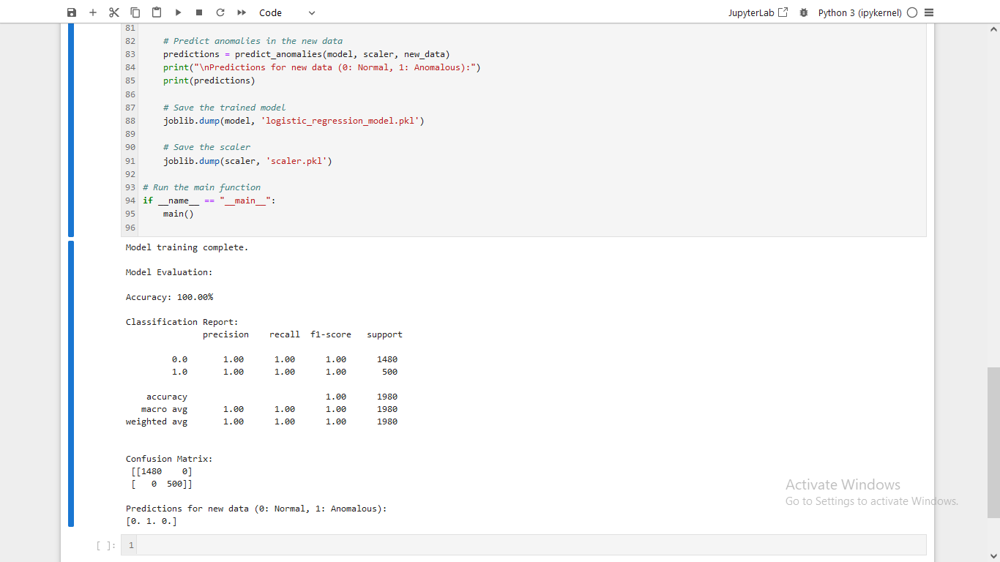 Code
JupyterLab
Python 3 (ipykernel)
81
82     # Predict anomalies in the new data
83     predictions = predict_anomalies(model, scaler, new_data)
84     print("\nPredictions for new data (0: Normal, 1: Anomalous):")
85     print(predictions)
86
87     # Save the trained model
88     joblib.dump(model, 'logistic_regression_model.pkl')
89
90     # Save the scaler
91     joblib.dump(scaler, 'scaler.pkl')
92
93 # Run the main function
94 if __name__ == "__main__":
95     main()
96
Model training complete.
Model Evaluation:
Accuracy: 100.00%
Classification Report:
               precision    recall  f1-score   support
         0.0       1.00      1.00      1.00      1480
         1.0       1.00      1.00      1.00       500
    accuracy                           1.00      1980
   macro avg       1.00      1.00      1.00      1980
weighted avg       1.00      1.00      1.00      1980
Confusion Matrix:
 [[1480    0]
 [   0  500]]
Predictions for new data (0: Normal, 1: Anomalous):
[0. 1. 0.]
Activate Windows
Go to Settings to activate Windows.
[ ]: 1